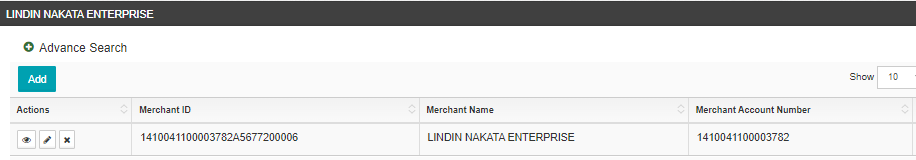 LINDIN NAKATA ENTERPRISE
Advance Search
Add
Show 10
Actions Merchant ID Merchant Name Merchant Account Number
1410041100003782A5677200006 LINDIN NAKATA ENTERPRISE 1410041100003782